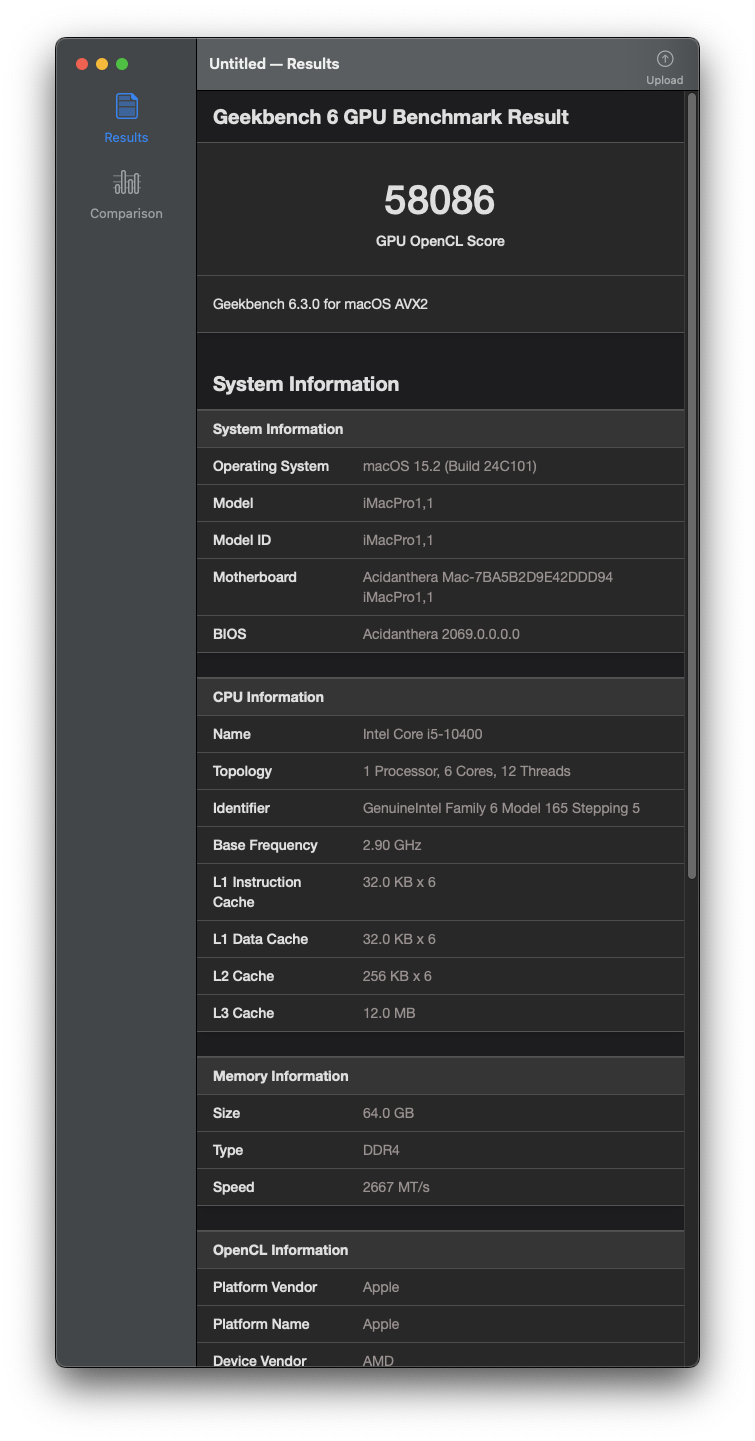 Untitled — Results
Upload
Results
Comparison
Geekbench 6 GPU Benchmark Result
58086
GPU OpenCL Score
Geekbench 6.3.0 for macOS AVX2
System Information
System Information
Operating System macOS 15.2 (Build 24C101)
Model iMacPro1,1
Model ID iMacPro1,1
Motherboard Acidanthera Mac-7BA5B2D9E42DDD94
iMacPro1,1
BIOS Acidanthera 2069.0.0.0.0
CPU Information
Name Intel Core i5-10400
Topology 1 Processor, 6 Cores, 12 Threads
Identifier GenuineIntel Family 6 Model 165 Stepping 5
Base Frequency 2.90 GHz
L1 Instruction 32.0 KB x 6
Cache
L1 Data Cache 32.0 KB x 6
L2 Cache 256 KB x 6
L3 Cache 12.0 MB
Memory Information
Size 64.0 GB
Type DDR4
Speed 2667 MT/s
OpenCL Information
Platform Vendor Apple
Platform Name Apple
Device Vendor AMD